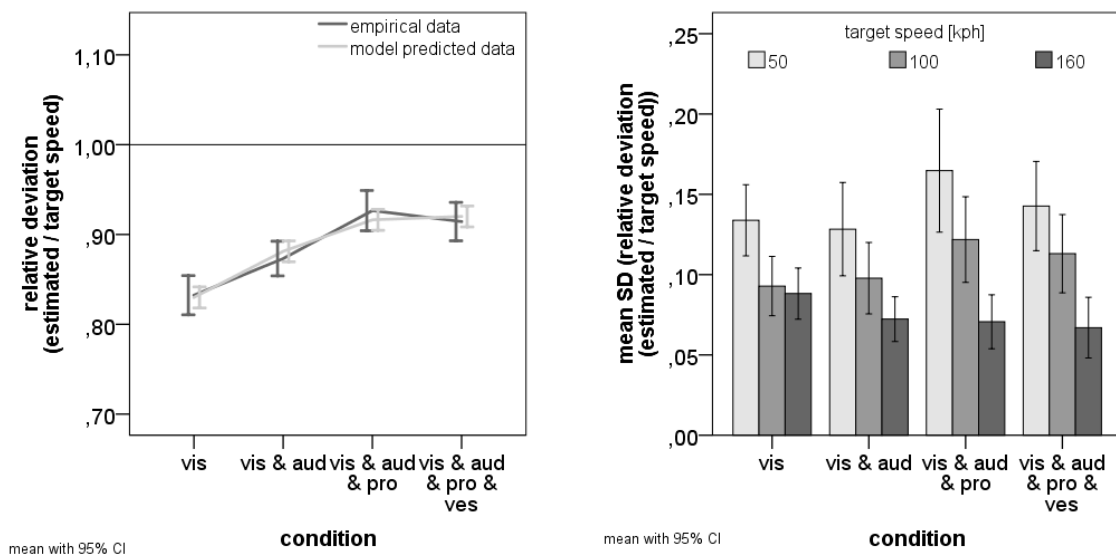 empirical data
model predicted data
1,10
1,00
,90
,80
,70
relative deviation
(estimated / target speed)
vis
vis & aud
vis & aud
& pro
vis & aud
& pro &
ves
condition
mean with 95% CI
target speed [kph]
50 100 160
,25
,20
,15
,10
,05
,00
mean SD (relative deviation
(estimated / target speed))
vis
vis & aud
vis & aud
& pro
vis & aud
& pro &
ves
condition
mean with 95% CI